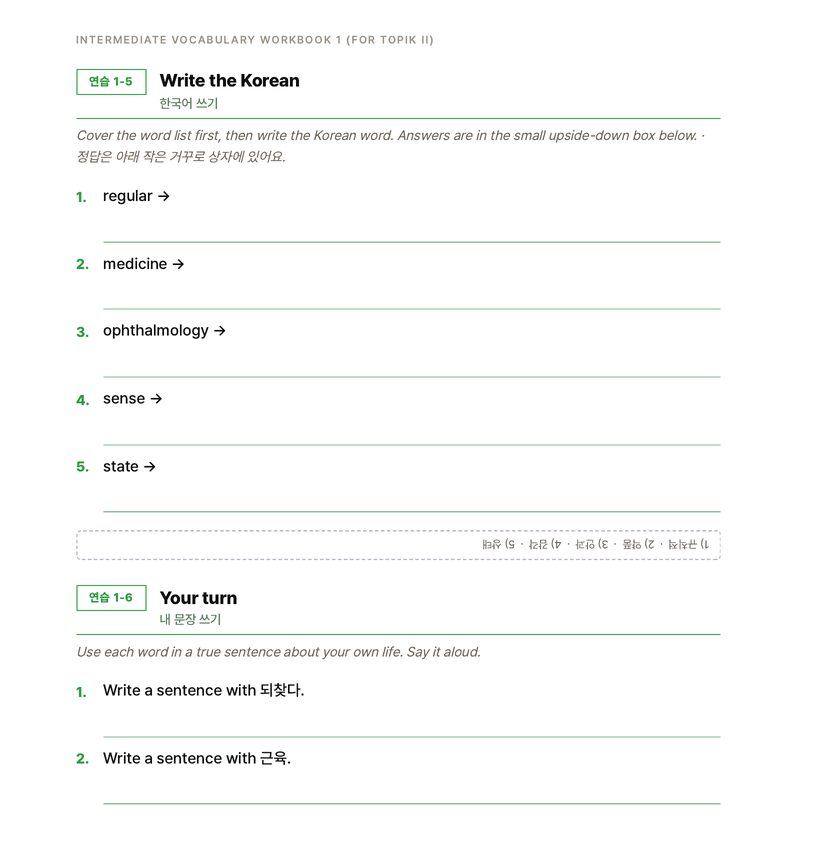 INTERMEDIATE VOCABULARY WORKBOOK 1 (FOR TOPIK II)
연습 1-5
Write the Korean
한국어 쓰기
Cover the word list first, then write the Korean word. Answers are in the small upside-down box below. ·
정답은 아래 작은 거꾸로 상자에 있어요.
1. regular →
2. medicine →
3. ophthalmology →
4. sense →
5. state →
1) 규칙적 · 2) 약품 · 3) 안과 · 4) 감각 · 5) 상태
연습 1-6
Your turn
내 문장 쓰기
Use each word in a true sentence about your own life. Say it aloud.
1. Write a sentence with 되찾다.
2. Write a sentence with 근육.